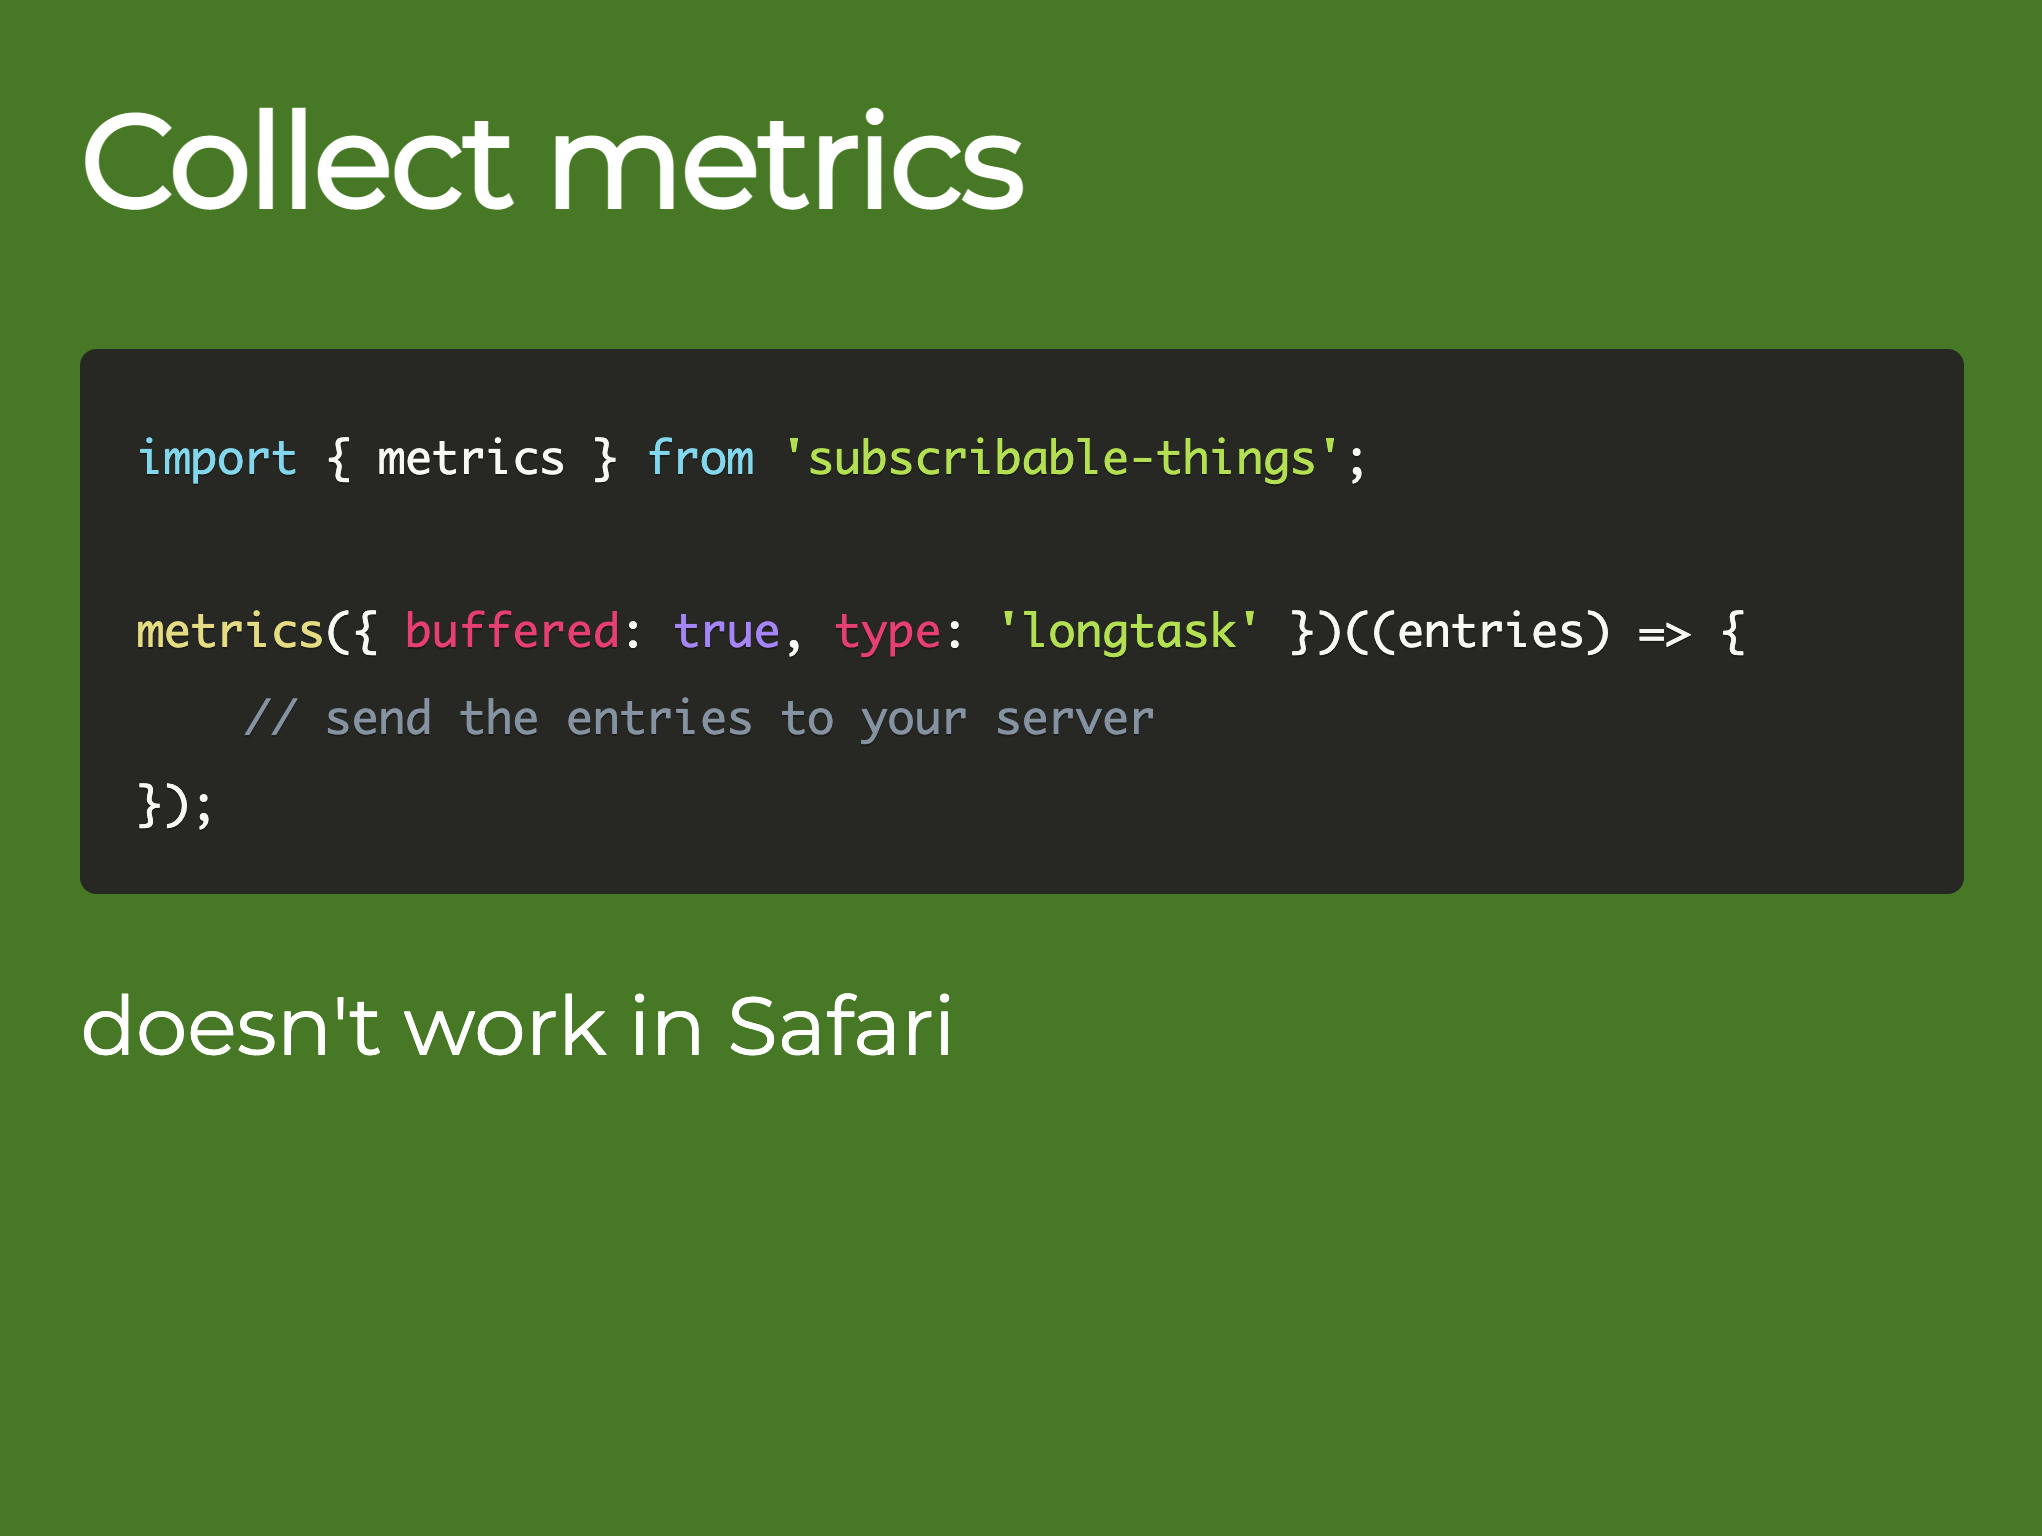 Collect metrics
import { metrics } from 'subscribable-things';
metrics({ buffered: true, type: 'longtask' })((entries) => {
    // send the entries to your server
});
doesn't work in Safari